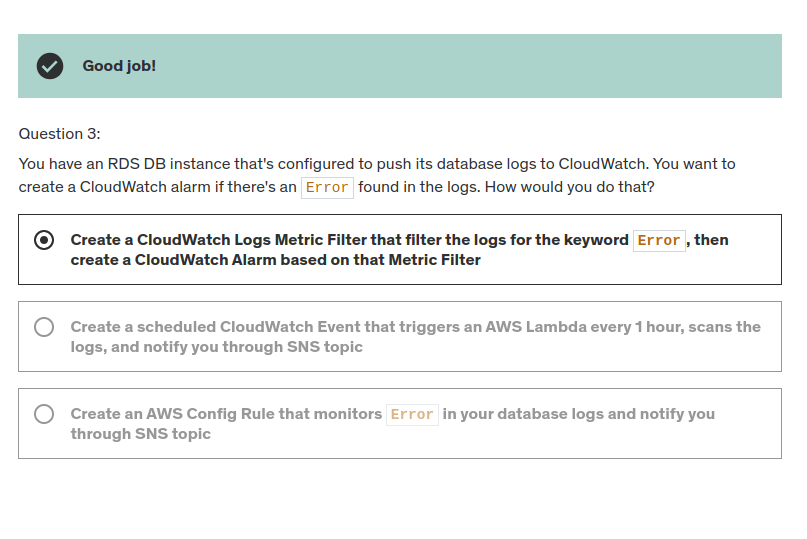 Good job!
Question 3:
You have an RDS DB instance that's configured to push its database logs to CloudWatch. You want to
create a CloudWatch alarm if there's an Error found in the logs. How would you do that?
Create a CloudWatch Logs Metric Filter that filter the logs for the keyword Error, then
create a CloudWatch Alarm based on that Metric Filter
Create a scheduled CloudWatch Event that triggers an AWS Lambda every 1 hour, scans the
logs, and notify you through SNS topic
Create an AWS Config Rule that monitors Error in your database logs and notify you
through SNS topic